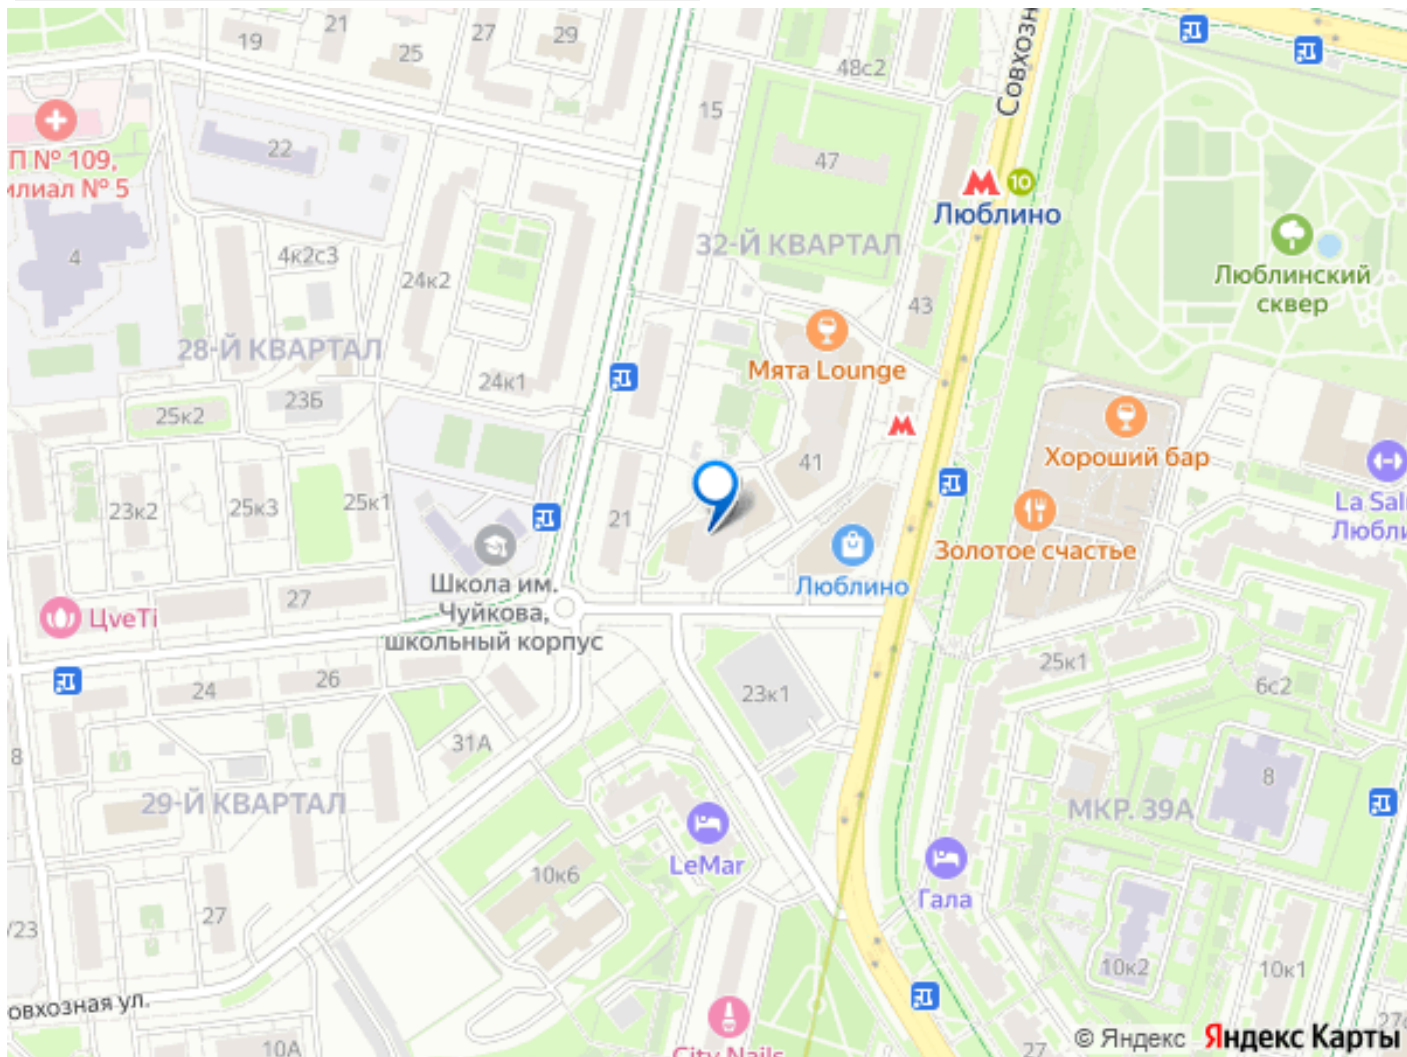 21
19
25
27
29
48с2
Совхозн
15
22
47
10
Люблино
П № 109,
илиал № 5
4
4к2с3
24к2
32-Й КВАРТАЛ
43
Люблинский
сквер
28-Й КВАРТАЛ
Мята Lounge
24к1
23Б
25к2
Хороший бар
41
23к2
25к3
25к1
21
La Sal
Любли
Золотое счастье
Школа им.
Чуйкова,
школьный корпус
Люблино
27
ЦveTi
24
26
23к1
25к1
6с2
31А
8
29-Й КВАРТАЛ
8
МКР. 39А
LeMar
10к6
Гала
27
/23
10к2
10к1
овхозная ул.
10А
City Nails
27
27
© Яндекс Яндекс Карты